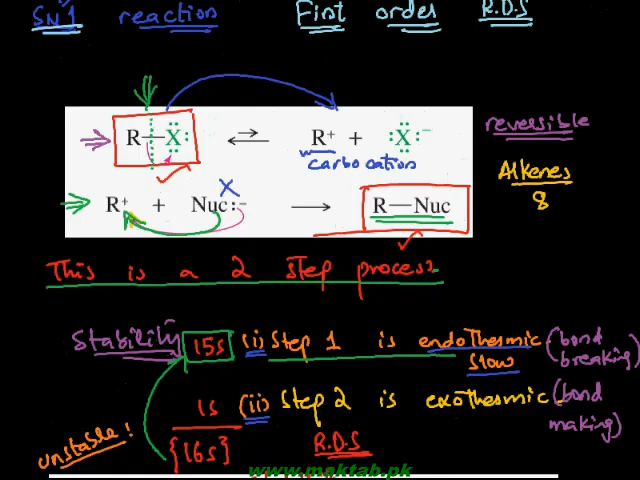 SN1 reaction First order R.D.S
R—X ⇌ R+ + :X:−
reversible
carbocation
Alkenes
8
X
R+ + Nuc:− → R—Nuc
This is a 2 step process
Stability 15s (i) Step 1 is endothermic (bond breaking)
slow
1s (ii) Step 2 is exothermic (bond making)
unstable! {16s} R.D.S
www.maktab.pk